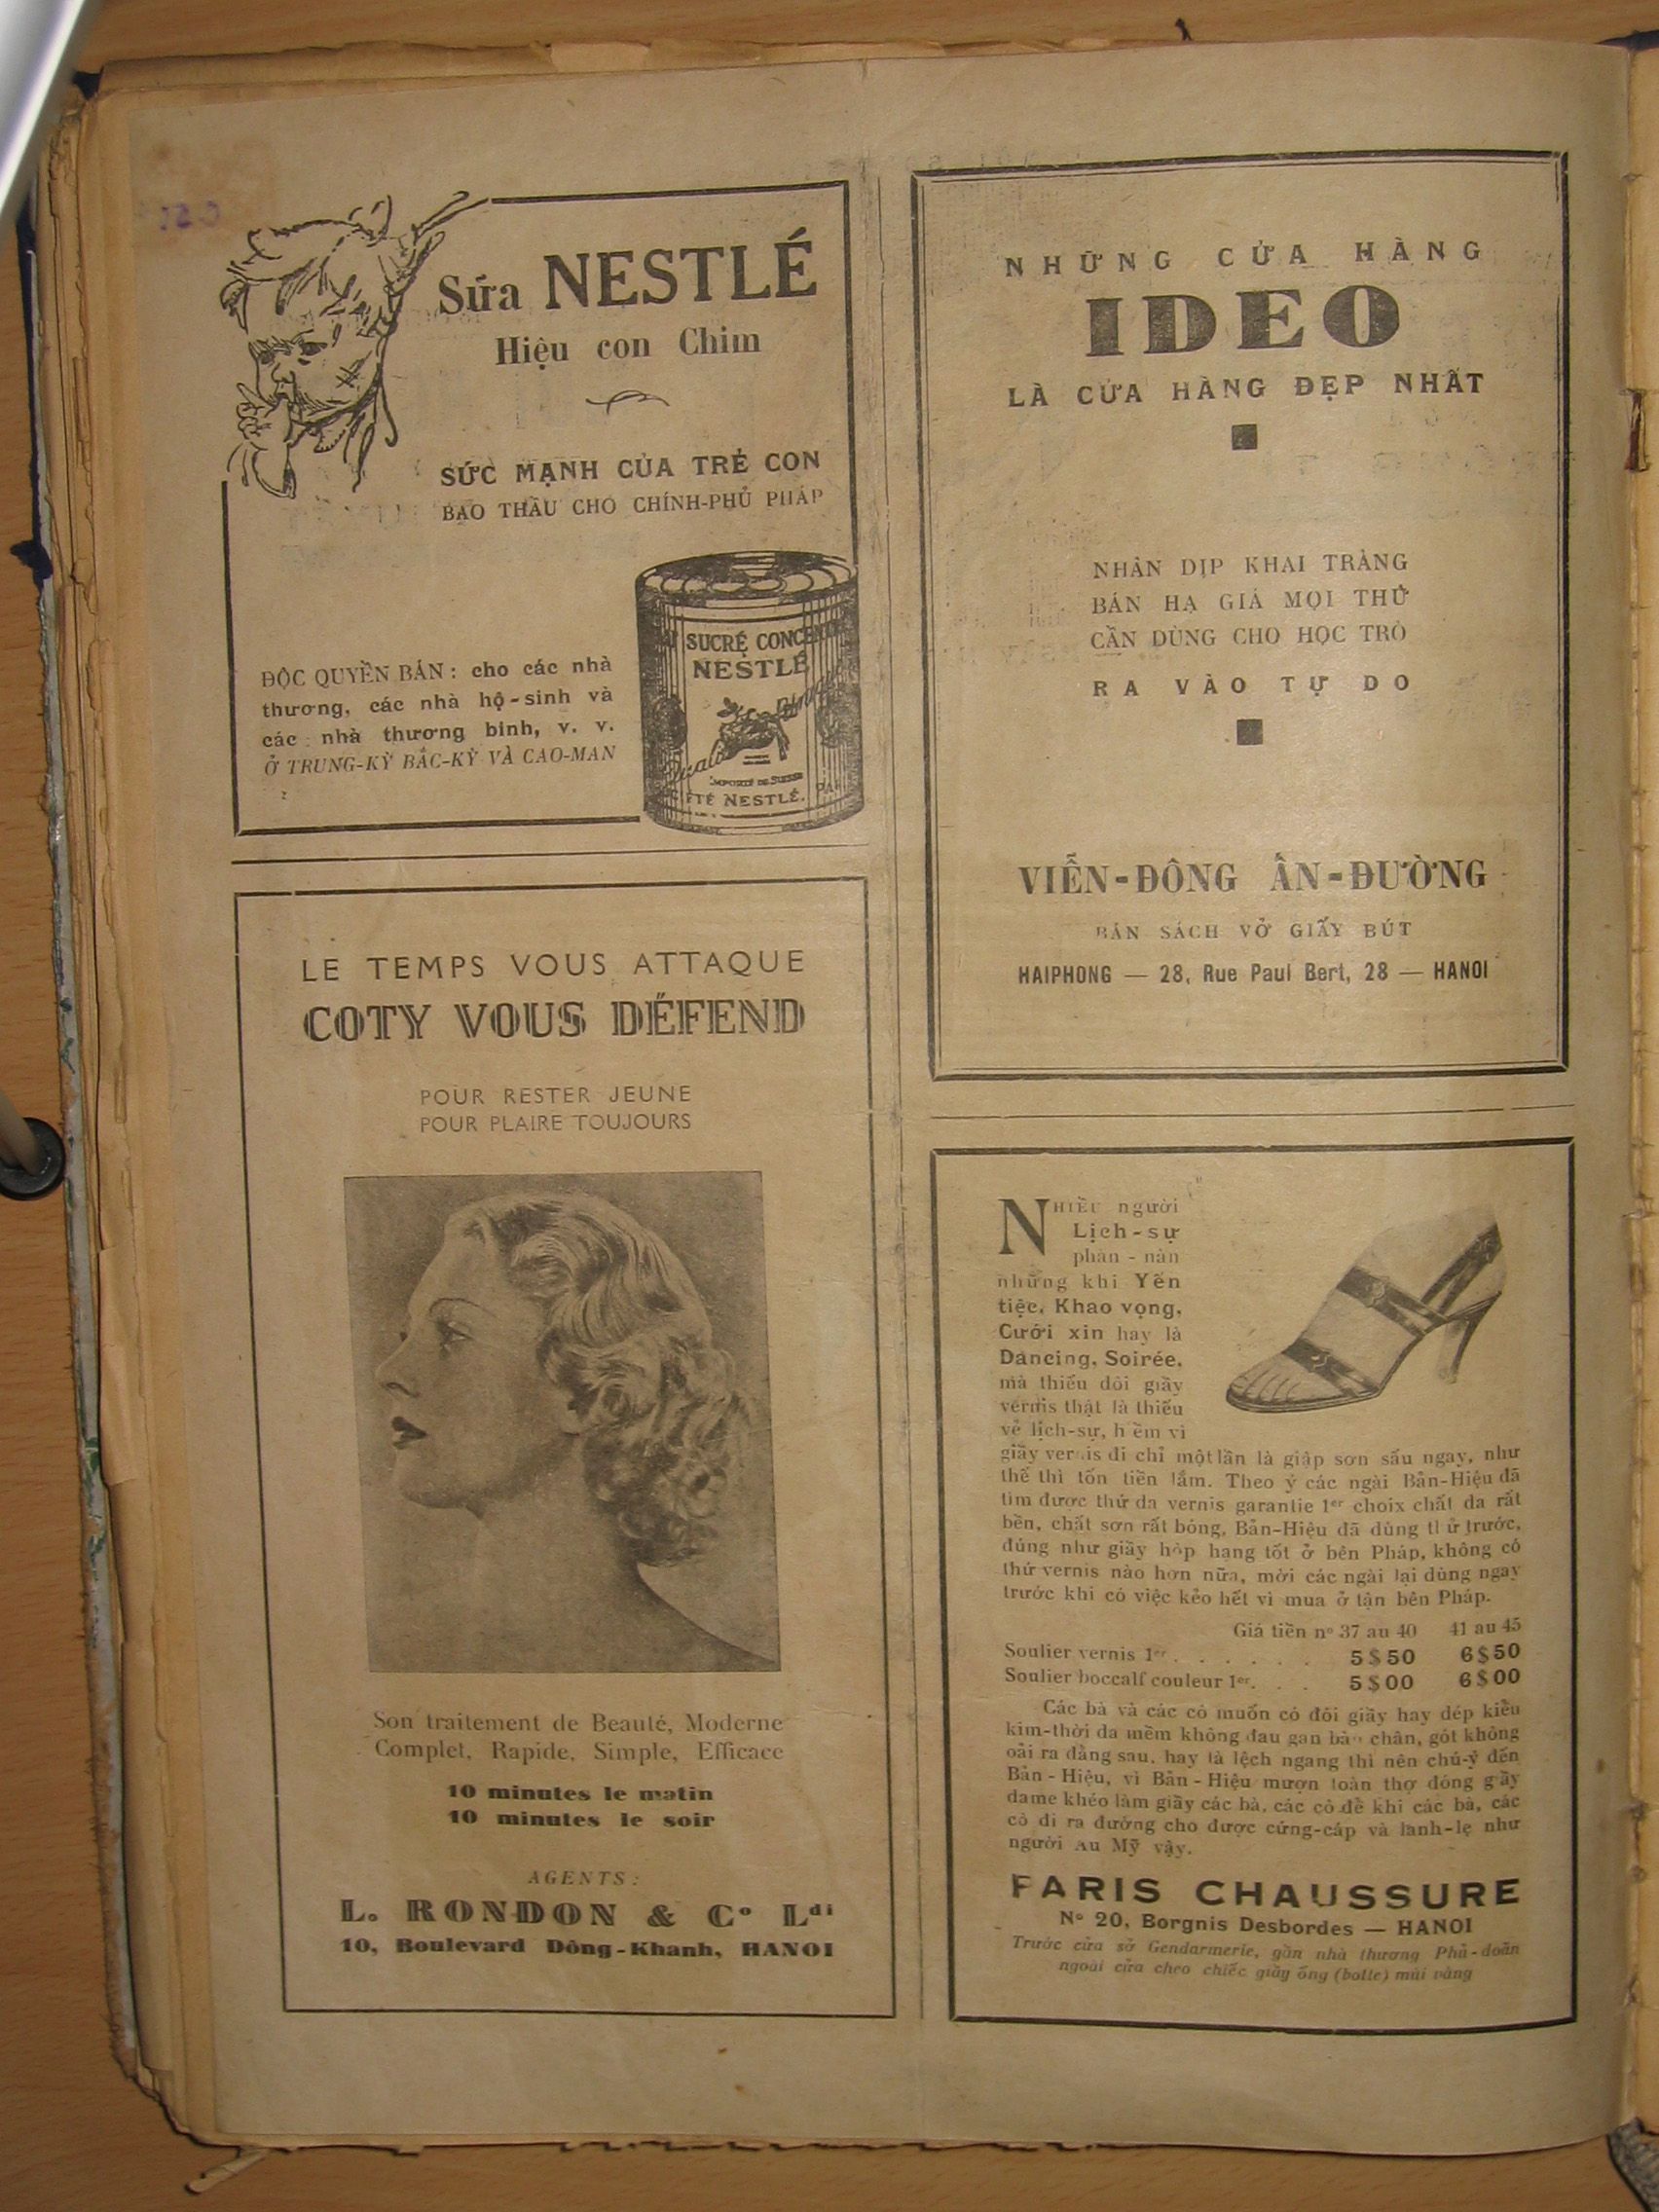 Sữa NESTLÉ
Hiệu con Chim
SỨC MẠNH CỦA TRẺ CON
BAO THẦU CHO CHÍNH-PHỦ PHÁP
ĐỘC QUYỀN BÁN : cho các nhà
thương, các nhà hộ-sinh và
các nhà thương binh, v. v.
Ở TRUNG-KỲ BẮC-KỲ VÀ CAO-MAN
SUCRÉ
NESTLÉ
IMPORTÉ DE SUISSE
NESTLÉ.
LE TEMPS VOUS ATTAQUE
COTY VOUS DÉFEND
POUR RESTER JEUNE
POUR PLAIRE TOUJOURS
Son traitement de Beauté, Moderne
Complet, Rapide, Simple, Efficace
10 minutes le matin
10 minutes le soir
AGENTS :
L. RONDON & Cº Lᵈⁱ
10, Boulevard Dông-Khanh, HANOI
NHỮNG CỬA HÀNG
IDEO
LÀ CỬA HÀNG ĐẸP NHẤT
NHÂN DỊP KHAI TRÀNG
BÁN HẠ GIÁ MỌI THỨ
CẦN DÙNG CHO HỌC TRÒ
RA VÀO TỰ DO
VIỄN-ĐÔNG ẤN-ĐƯỜNG
BÁN SÁCH VỞ GIẤY BÚT
HAIPHONG — 28, Rue Paul Bert, 28 — HANOI
NHIỀU người
Lịch-sự
phàn-nàn
những khi Yến
tiệc, Khao vọng,
Cưới xin hay là
Dancing, Soirée,
mà thiếu đôi giầy
vernis thật là thiếu
vẻ lịch-sự, hiềm vì
giầy vernis đi chỉ một lần là giập sơn sấu ngay, như
thế thì tốn tiền lắm. Theo ý các ngài Bản-Hiệu đã
tìm được thứ da vernis garantie 1er choix chất da rất
bền, chất sơn rất bóng, Bản-Hiệu đã dùng thử trước,
đúng như giầy hộp hạng tốt ở bên Pháp, không có
thứ vernis nào hơn nữa, mời các ngài lại dùng ngay
trước khi có việc kẻo hết vì mua ở tận bên Pháp.
Giá tiền nº 37 au 40 41 au 45
Soulier vernis 1er . . . . . . 5$50 6$50
Soulier boccalf couleur 1er. . . 5$00 6$00
Các bà và các cô muốn có đôi giầy hay dép kiểu
kim-thời da mềm không đau gan bàn chân, gót không
oải ra đằng sau, hay là lệch ngang thì nên chú-ý đến
Bản-Hiệu, vì Bản-Hiệu mượn toàn thợ đóng giầy
dame khéo làm giầy các bà, các cô để khi các bà, các
cô đi ra đường cho được cứng-cáp và lanh-lẹ như
người Au Mỹ vậy.
PARIS CHAUSSURE
Nº 20, Borgnis Desbordes — HANOI
Trước cửa sở Gendarmerie, gần nhà thương Phủ-doãn
ngoài cửa cheo chiếc giầy ống (botte) mùi vàng